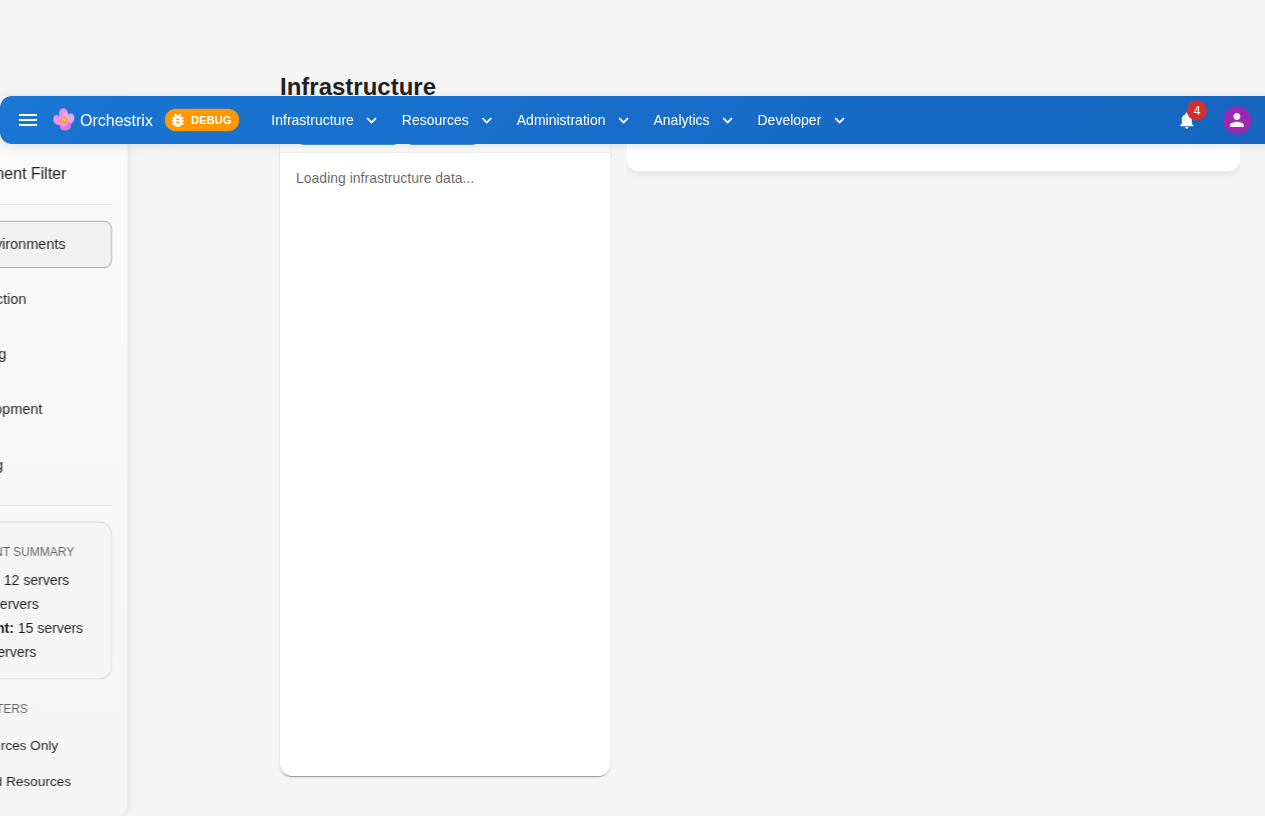 Infrastructure
Orchestrix
DEBUG
Infrastructure
Resources
Administration
Analytics
Developer
4
nent Filter
vironments
ction
g
opment
g
NT SUMMARY
12 servers
ervers
nt: 15 servers
ervers
TERS
rces Only
d Resources
Loading infrastructure data...